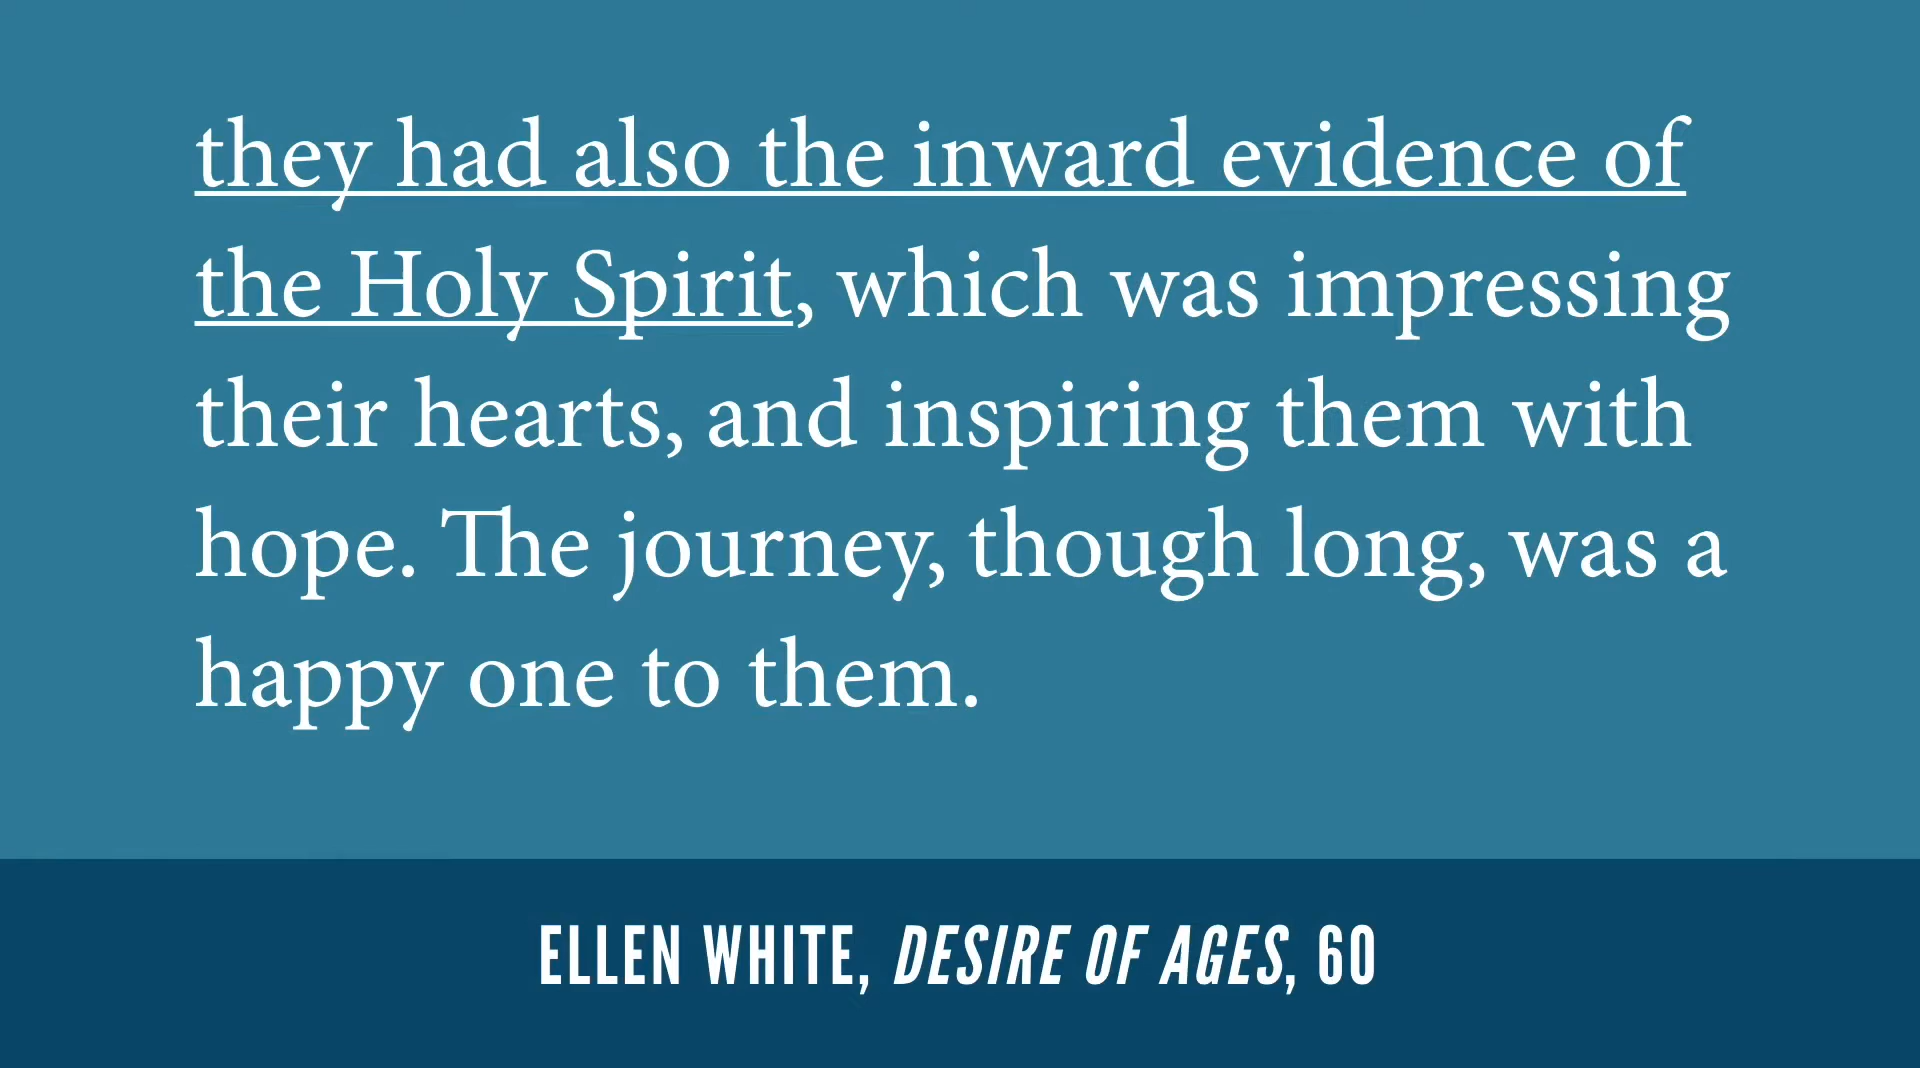 they had also the inward evidence of
the Holy Spirit, which was impressing
their hearts, and inspiring them with
hope. The journey, though long, was a
happy one to them.
ELLEN WHITE, DESIRE OF AGES, 60